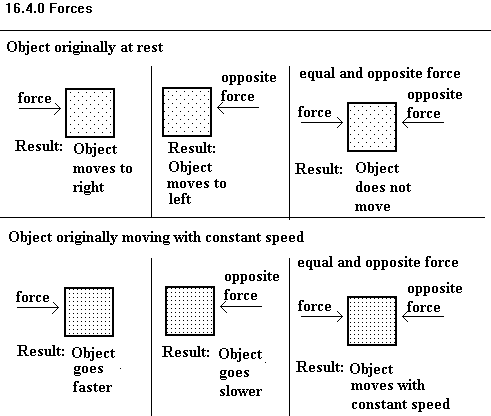 16.4.0 Forces
Object originally at rest
force
Result: Object
moves to
right
opposite
force
Result:
Object
moves to
left
equal and opposite force
force
opposite
force
Result: Object
does not
move
Object originally moving with constant speed
force
Result: Object
goes
faster
opposite
force
Result: Object
goes
slower
equal and opposite force
force
opposite
force
Result: Object
moves with
constant speed